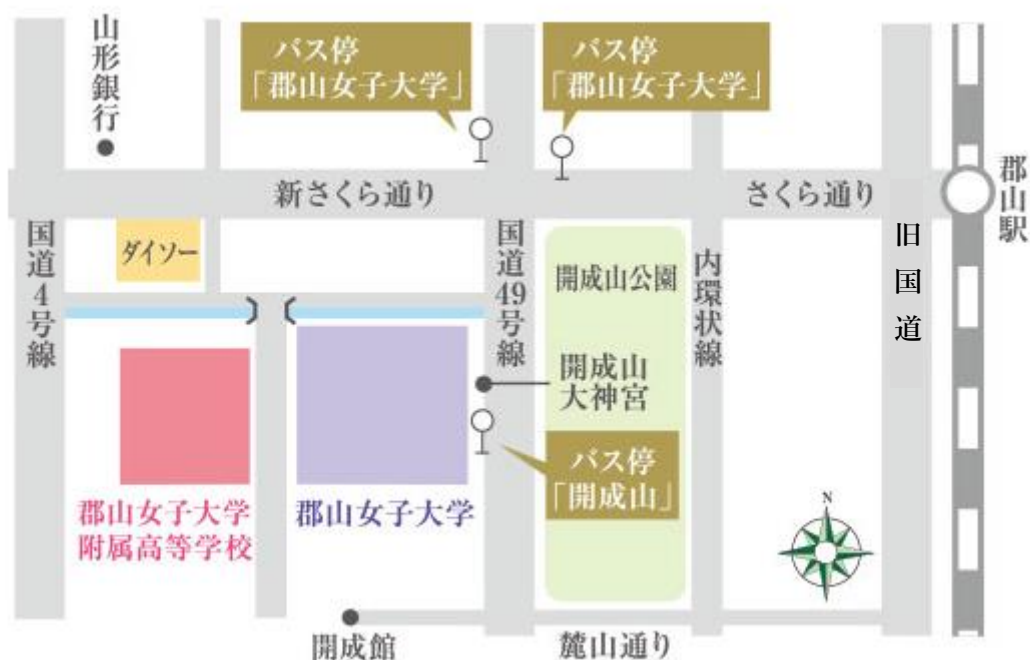 山形銀行
バス停
「郡山女子大学」
バス停
「郡山女子大学」
新さくら通り
さくら通り
郡山駅
国道4号線
ダイソー
国道49号線
開成山公園
内環状線
旧国道
開成山
大神宮
バス停
「開成山」
郡山女子大学
附属高等学校
郡山女子大学
N
開成館
麓山通り